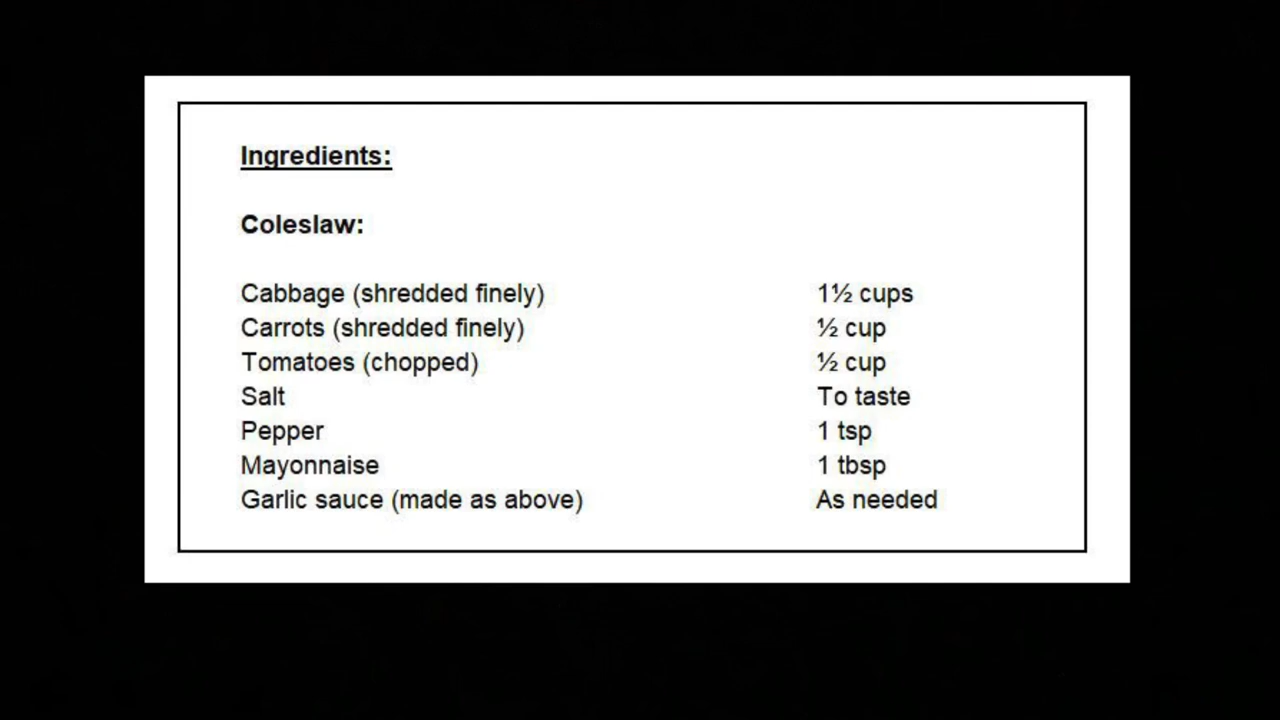 Ingredients:
Coleslaw:
Cabbage (shredded finely) 1½ cups
Carrots (shredded finely) ½ cup
Tomatoes (chopped) ½ cup
Salt To taste
Pepper 1 tsp
Mayonnaise 1 tbsp
Garlic sauce (made as above) As needed